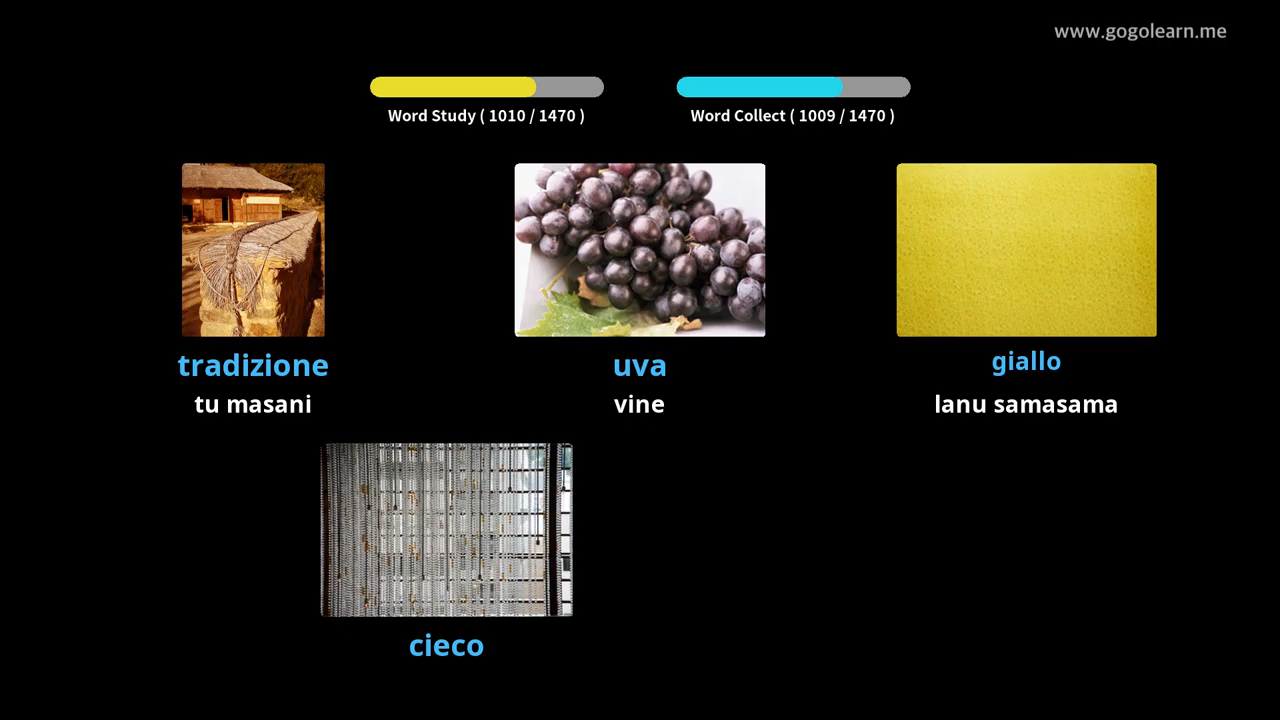 www.gogolearn.me
Word Study ( 1010 / 1470 )
Word Collect ( 1009 / 1470 )
tradizione
uva
giallo
tu masani
vine
lanu samasama
cieco